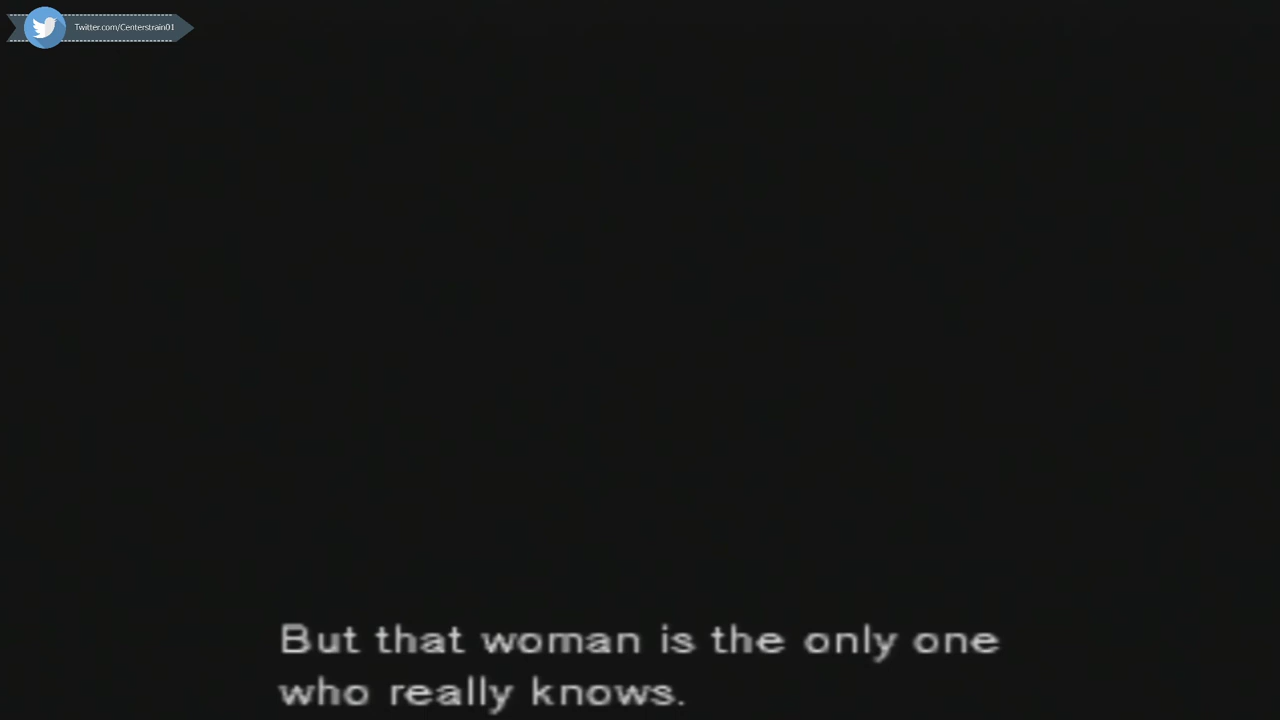 Twitter.com/Centerstrain01
But that woman is the only one
who really knows.